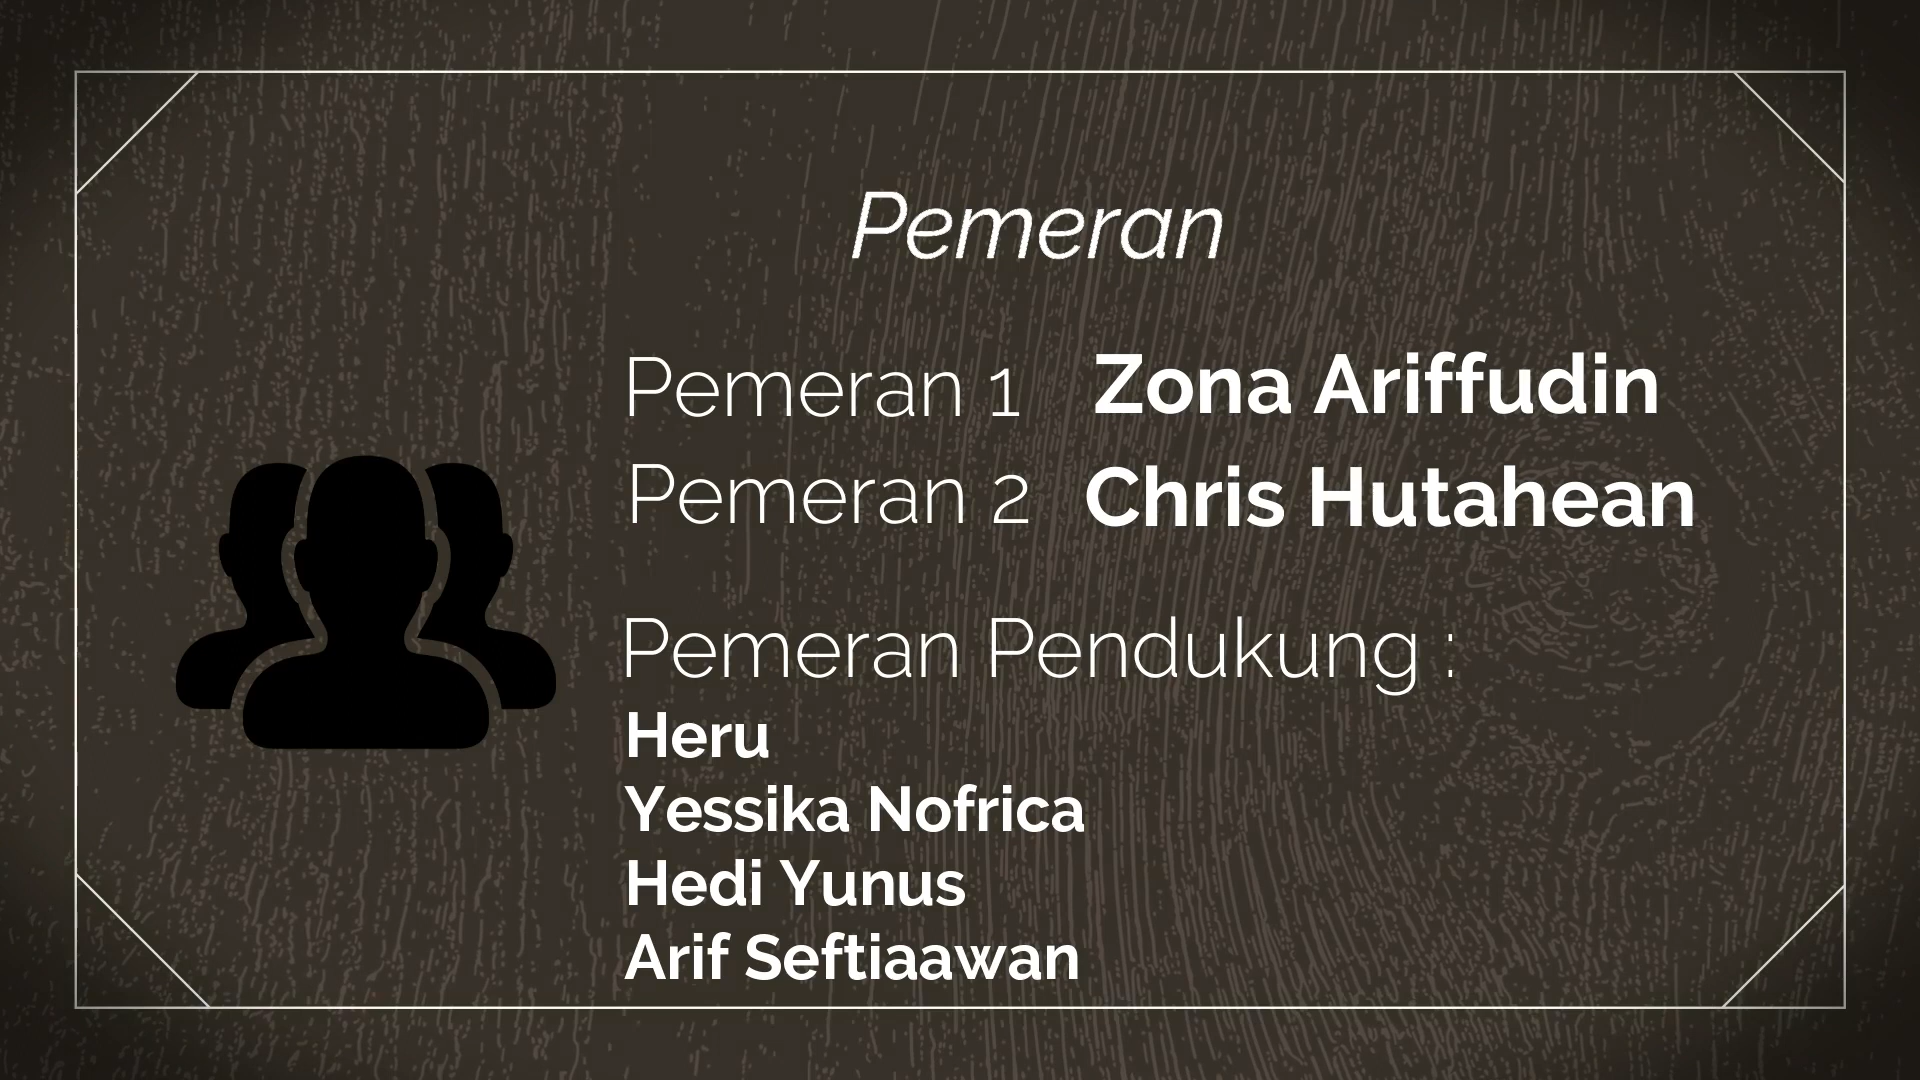 Pemeran
Pemeran 1 Zona Ariffudin
Pemeran 2 Chris Hutahean
Pemeran Pendukung :
Heru
Yessika Nofrica
Hedi Yunus
Arif Seftiaawan